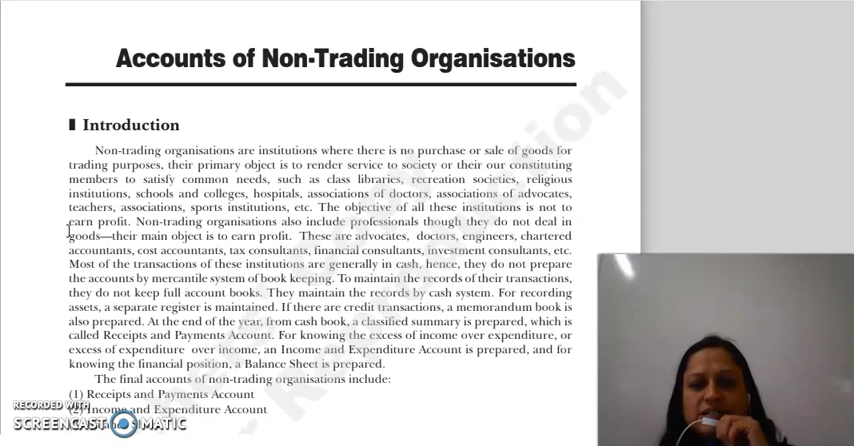 Accounts of Non-Trading Organisations
Introduction
Non-trading organisations are institutions where there is no purchase or sale of goods for
trading purposes, their primary object is to render service to society or their our constituting
members to satisfy common needs, such as class libraries, recreation societies, religious
institutions, schools and colleges, hospitals, associations of doctors, associations of advocates,
teachers, associations, sports institutions, etc. The objective of all these institutions is not to
earn profit. Non-trading organisations also include professionals though they do not deal in
goods—their main object is to earn profit. These are advocates, doctors, engineers, chartered
accountants, cost accountants, tax consultants, financial consultants, investment consultants, etc.
Most of the transactions of these institutions are generally in cash, hence, they do not prepare
the accounts by mercantile system of book keeping. To maintain the records of their transactions,
they do not keep full account books. They maintain the records by cash system. For recording
assets, a separate register is maintained. If there are credit transactions, a memorandum book is
also prepared. At the end of the year, from cash book, a classified summary is prepared, which is
called Receipts and Payments Account. For knowing the excess of income over expenditure, or
excess of expenditure over income, an Income and Expenditure Account is prepared, and for
knowing the financial position, a Balance Sheet is prepared.
The final accounts of non-trading organisations include:
(1) Receipts and Payments Account
(2) Income and Expenditure Account
RECORDED WITH
SCREENCAST MATIC